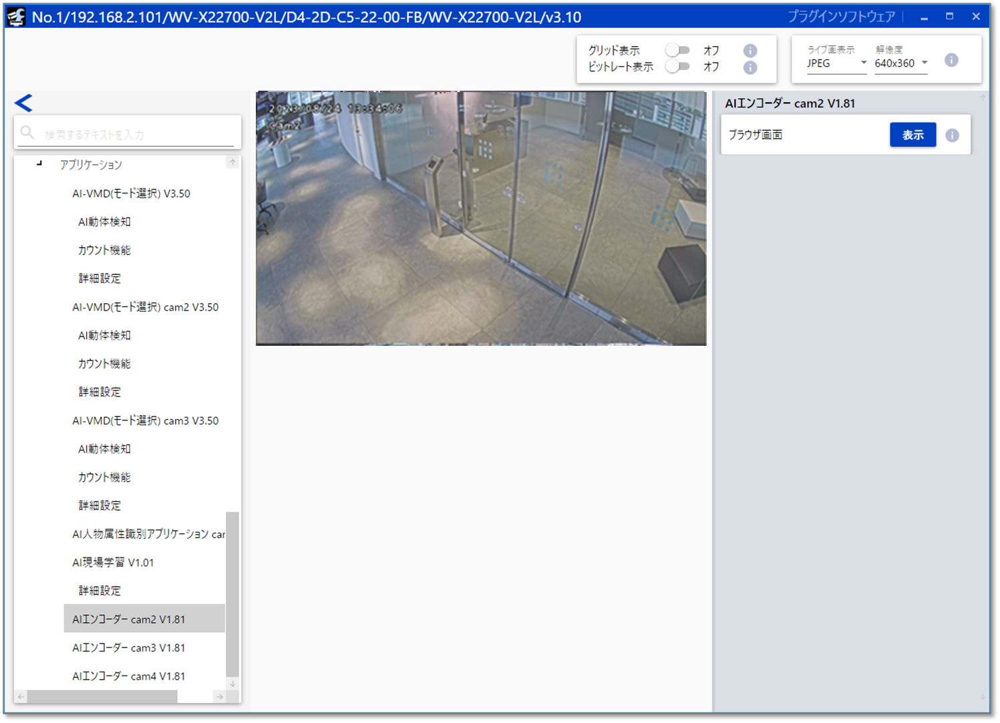 No.1/192.168.2.101/WV-X22700-V2L/D4-2D-C5-22-00-FB/WV-X22700-V2L/v3.10
プラグインソフトウェア
グリッド表示 オフ
ビットレート表示 オフ
ライブ画表示 解像度
JPEG 640x360
検索するテキストを入力
アプリケーション
AI-VMD(モード選択) V3.50
AI動体検知
カウント機能
詳細設定
AI-VMD(モード選択) cam2 V3.50
AI動体検知
カウント機能
詳細設定
AI-VMD(モード選択) cam3 V3.50
AI動体検知
カウント機能
詳細設定
AI人物属性識別アプリケーション car
AI現場学習 V1.01
詳細設定
AIエンコーダー cam2 V1.81
AIエンコーダー cam3 V1.81
AIエンコーダー cam4 V1.81
2023/08/24 13:34:06
Cam2
AIエンコーダー cam2 V1.81
ブラウザ画面 表示